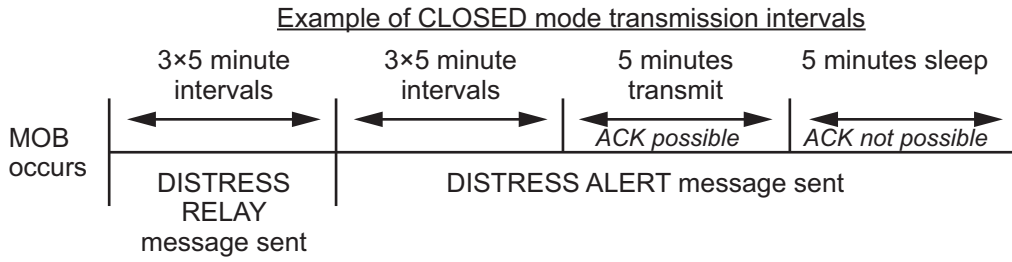 Example of CLOSED mode transmission intervals
3×5 minute
intervals
3×5 minute
intervals
5 minutes
transmit
5 minutes sleep
ACK possible
ACK not possible
MOB
occurs
DISTRESS
RELAY
message sent
DISTRESS ALERT message sent